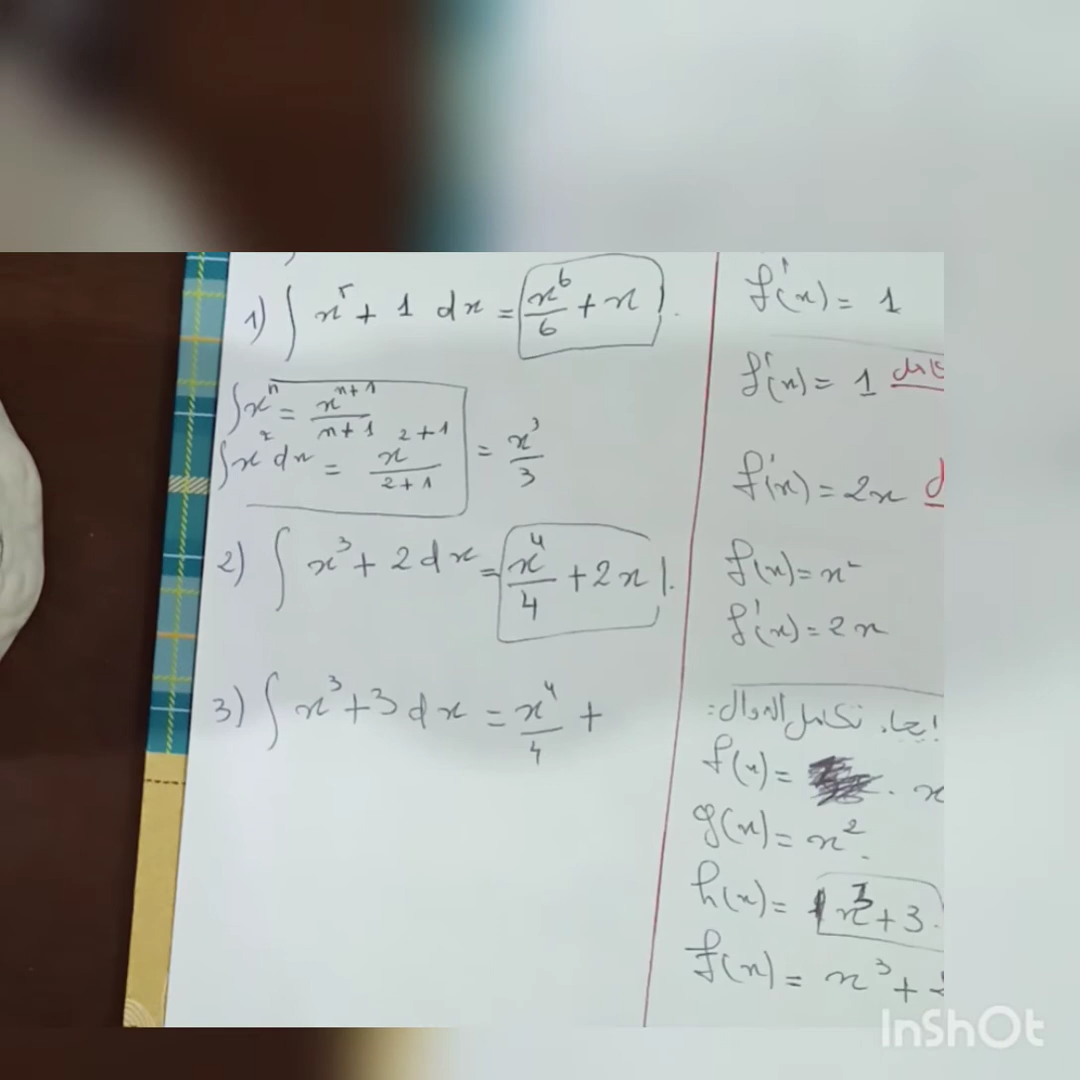 1) ∫ x⁵ + 1 dx = x⁶/6 + x
∫xⁿ = xⁿ⁺¹/n+1
∫x² dx = x²⁺¹/2+1 = x³/3
2) ∫ x³ + 2 dx = x⁴/4 + 2x
3) ∫ x³ + 3 dx = x⁴/4 +
f'(x) = 1
f'(x) = 1
f'(x) = 2x
f(x) = x²
f'(x) = 2x
f(x) = . x
g(x) = x².
h(x) = x³ + 3.
f(x) = x³ +
InShOt